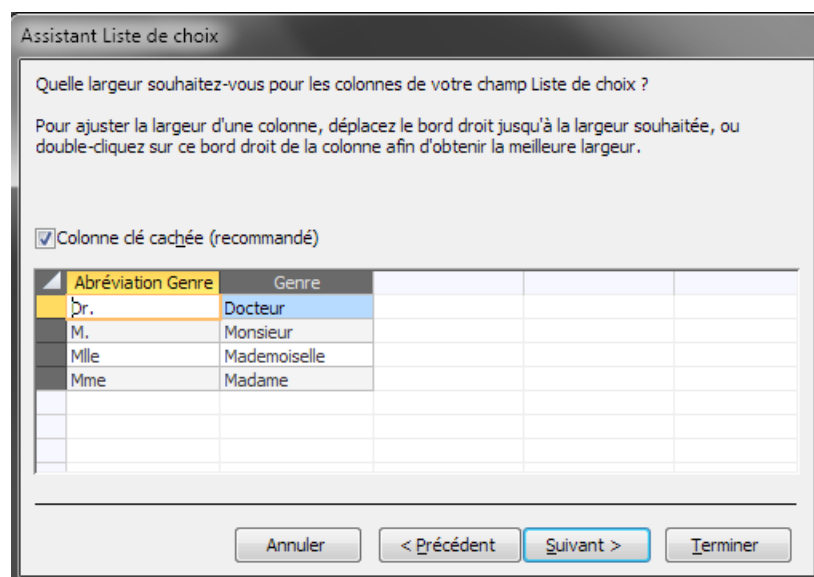 Assistant Liste de choix
Quelle largeur souhaitez-vous pour les colonnes de votre champ Liste de choix ?
Pour ajuster la largeur d'une colonne, déplacez le bord droit jusqu'à la largeur souhaitée, ou
double-cliquez sur ce bord droit de la colonne afin d'obtenir la meilleure largeur.
Colonne clé cachée (recommandé)
Abréviation Genre Genre
Dr. Docteur
M. Monsieur
Mlle Mademoiselle
Mme Madame
Annuler < Précédent Suivant > Terminer